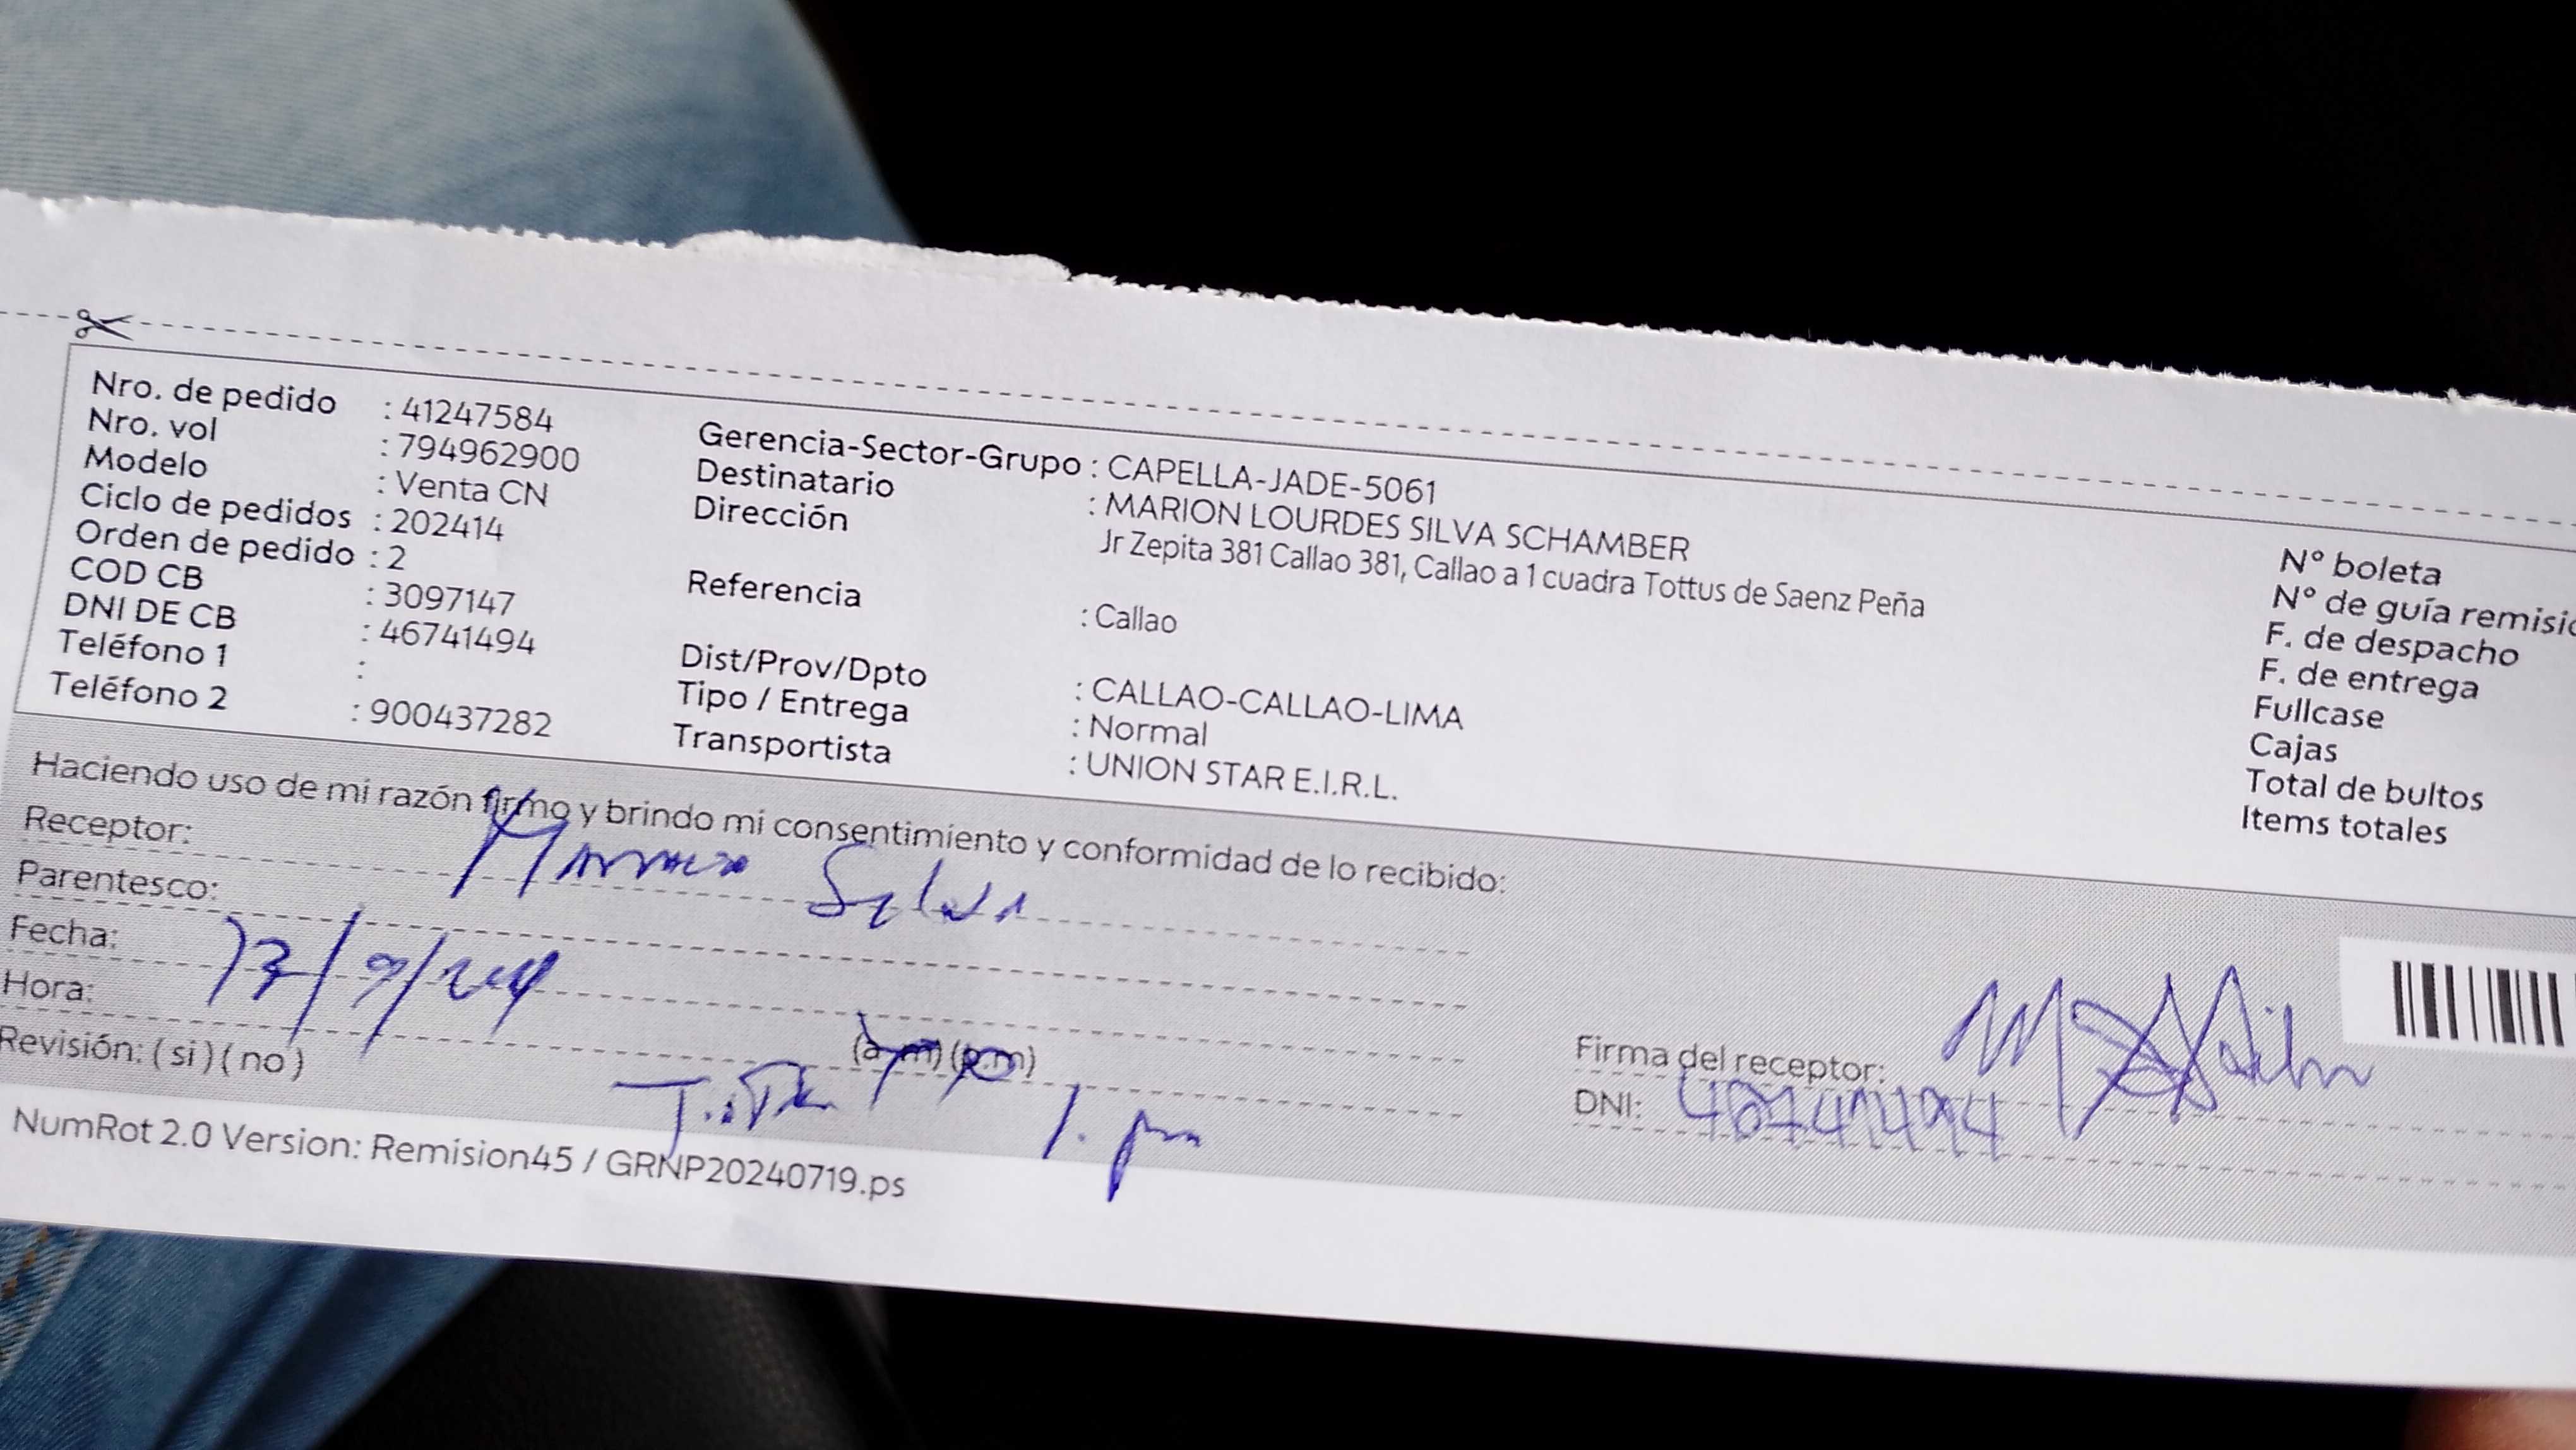 Nro. de pedido : 41247584
Nro. vol : 794962900
Modelo : Venta CN
Ciclo de pedidos : 202414
Orden de pedido : 2
COD CB : 3097147
DNI DE CB : 46741494
Teléfono 1 :
Teléfono 2 : 900437282
Gerencia-Sector-Grupo : CAPELLA-JADE-5061
Destinatario : MARION LOURDES SILVA SCHAMBER
Dirección Jr Zepita 381 Callao 381, Callao a 1 cuadra Tottus de Saenz Peña
Referencia : Callao
Dist/Prov/Dpto : CALLAO-CALLAO-LIMA
Tipo / Entrega : Normal
Transportista : UNION STAR E.I.R.L.
N° boleta
N° de guía remisió
F. de despacho
F. de entrega
Fullcase
Cajas
Total de bultos
Items totales
Haciendo uso de mi razón firmo y brindo mi consentimiento y conformidad de lo recibido:
Receptor: Silva
Parentesco:
Fecha:
Hora: (a.m) (p.m)
Revisión: ( si ) ( no )
Firma del receptor:
DNI: 46741494
NumRot 2.0 Version: Remision45 / GRNP20240719.ps